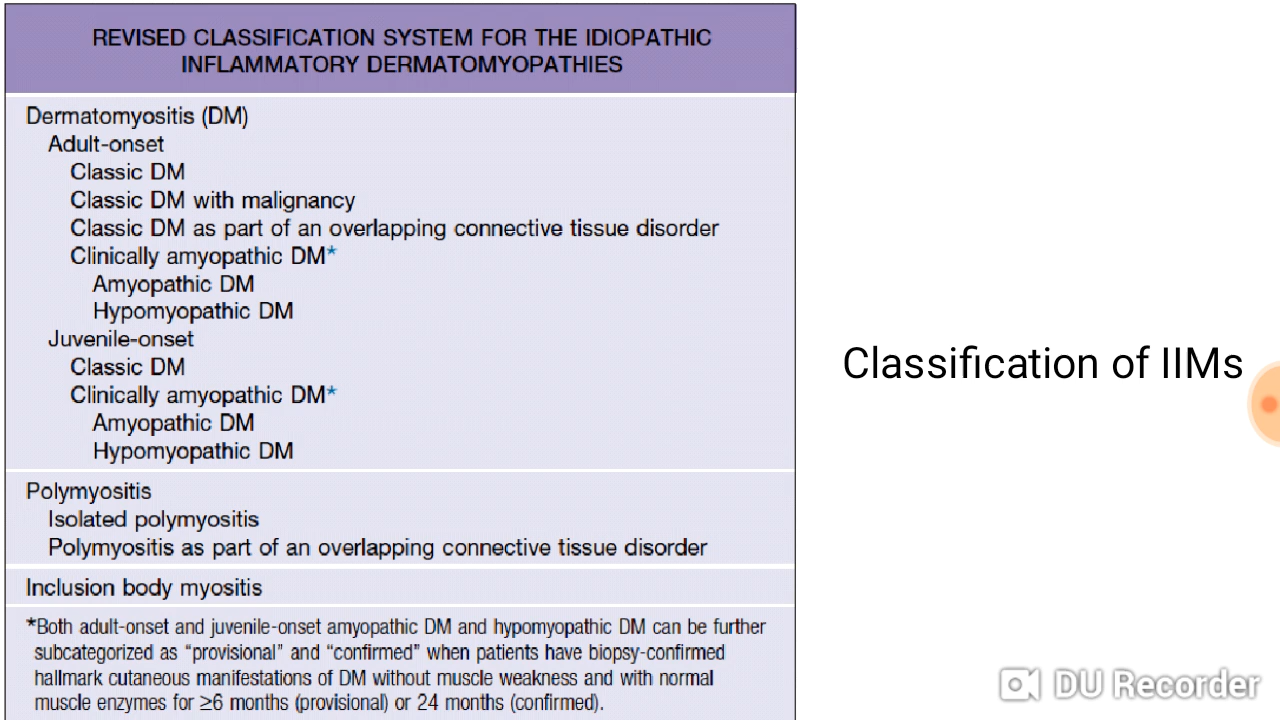 REVISED CLASSIFICATION SYSTEM FOR THE IDIOPATHIC
INFLAMMATORY DERMATOMYOPATHIES
Dermatomyositis (DM)
Adult-onset
Classic DM
Classic DM with malignancy
Classic DM as part of an overlapping connective tissue disorder
Clinically amyopathic DM*
Amyopathic DM
Hypomyopathic DM
Juvenile-onset
Classic DM
Clinically amyopathic DM*
Amyopathic DM
Hypomyopathic DM
Polymyositis
Isolated polymyositis
Polymyositis as part of an overlapping connective tissue disorder
Inclusion body myositis
*Both adult-onset and juvenile-onset amyopathic DM and hypomyopathic DM can be further
subcategorized as “provisional” and “confirmed” when patients have biopsy-confirmed
hallmark cutaneous manifestations of DM without muscle weakness and with normal
muscle enzymes for ≥6 months (provisional) or 24 months (confirmed).
Classification of IIMs
DU Recorder